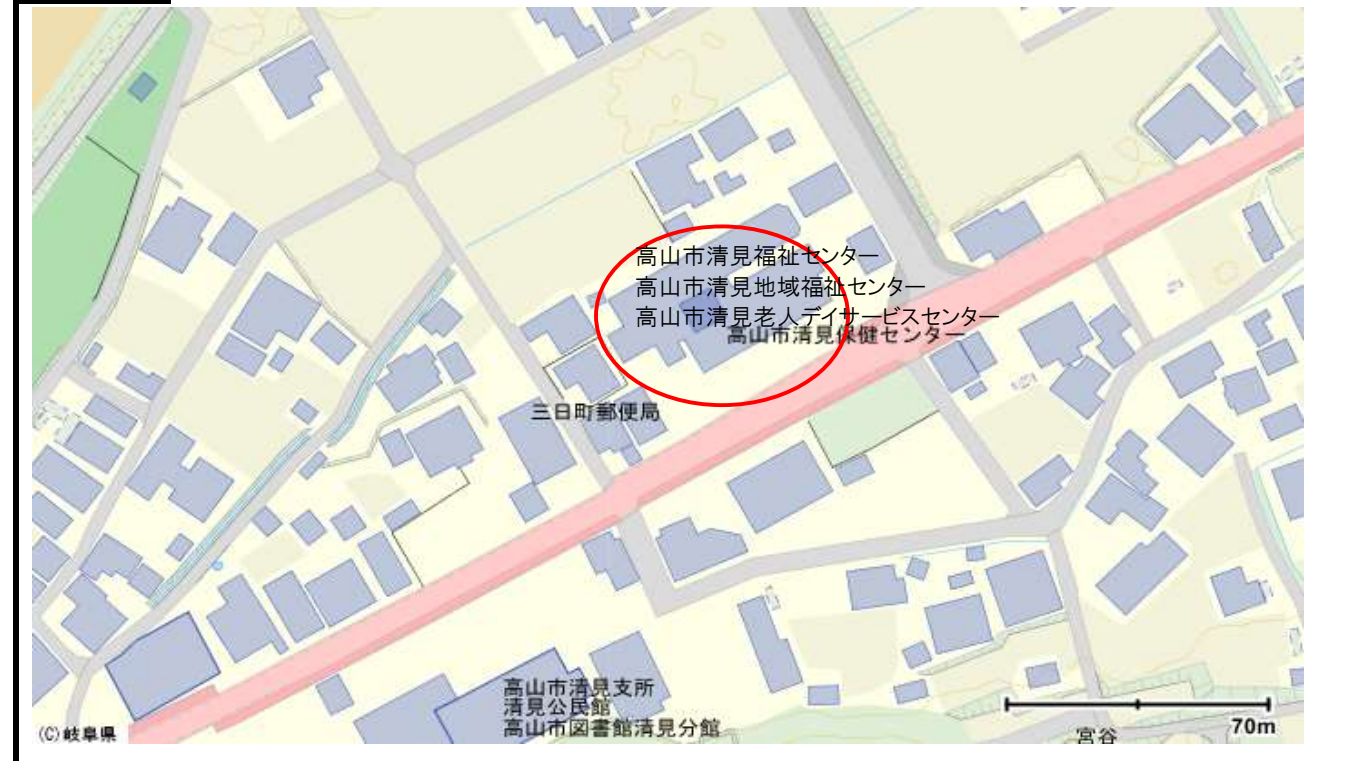 高山市清見福祉センター
高山市清見地域福祉センター
高山市清見老人デイサービスセンター
高山市清見保健センター
三日町郵便局
高山市清見支所
清見公民館
高山市図書館清見分館
宮谷
70m
(C)岐阜県